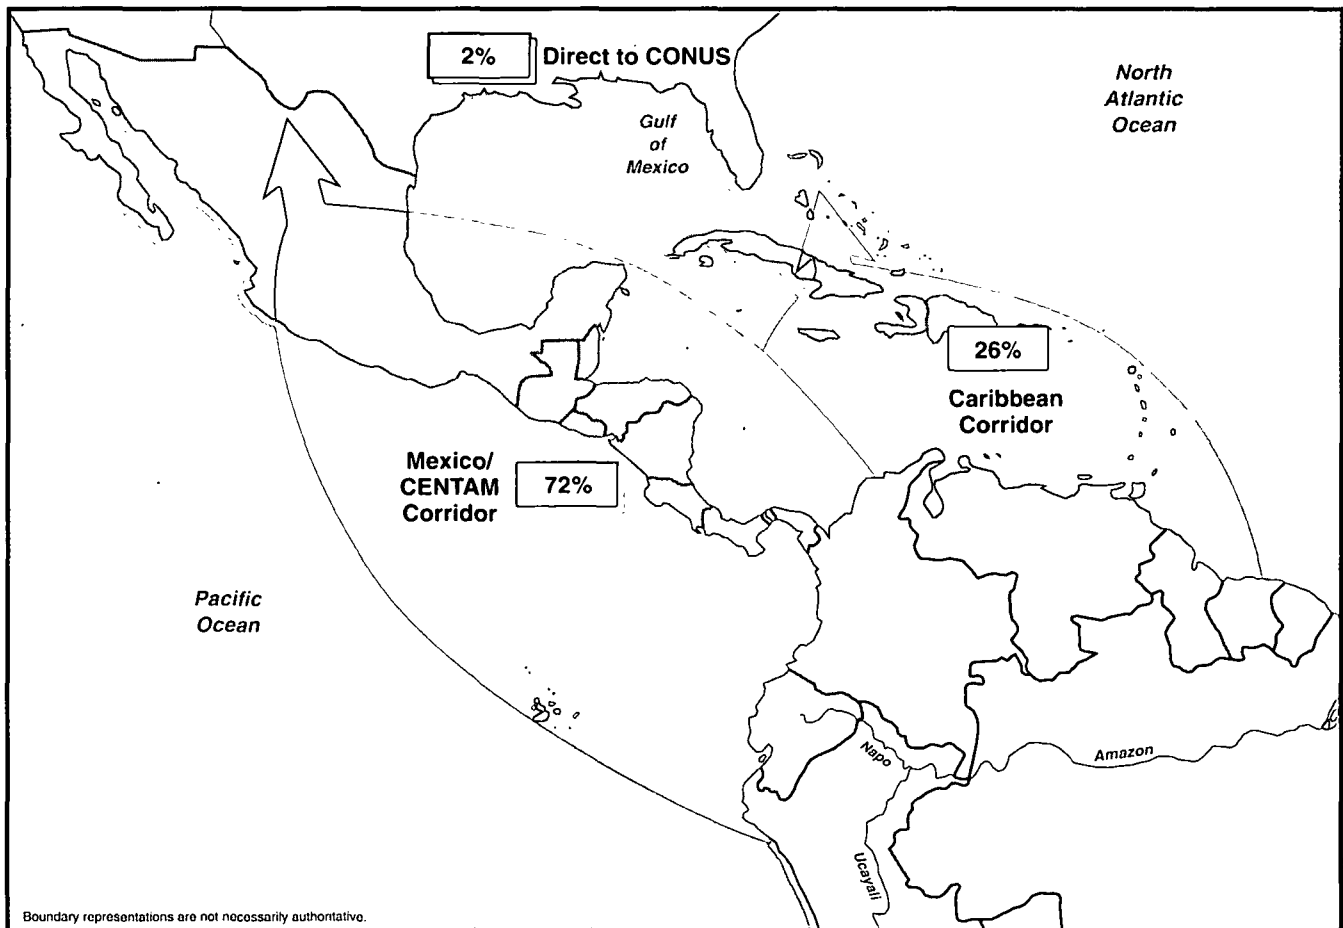 2% Direct to CONUS
North
Atlantic
Ocean
Gulf
of
Mexico
26%
Caribbean
Corridor
Mexico/
CENTAM
Corridor
72%
Pacific
Ocean
Napo
Amazon
Ucayali
Boundary representations are not necessarily authoritative.